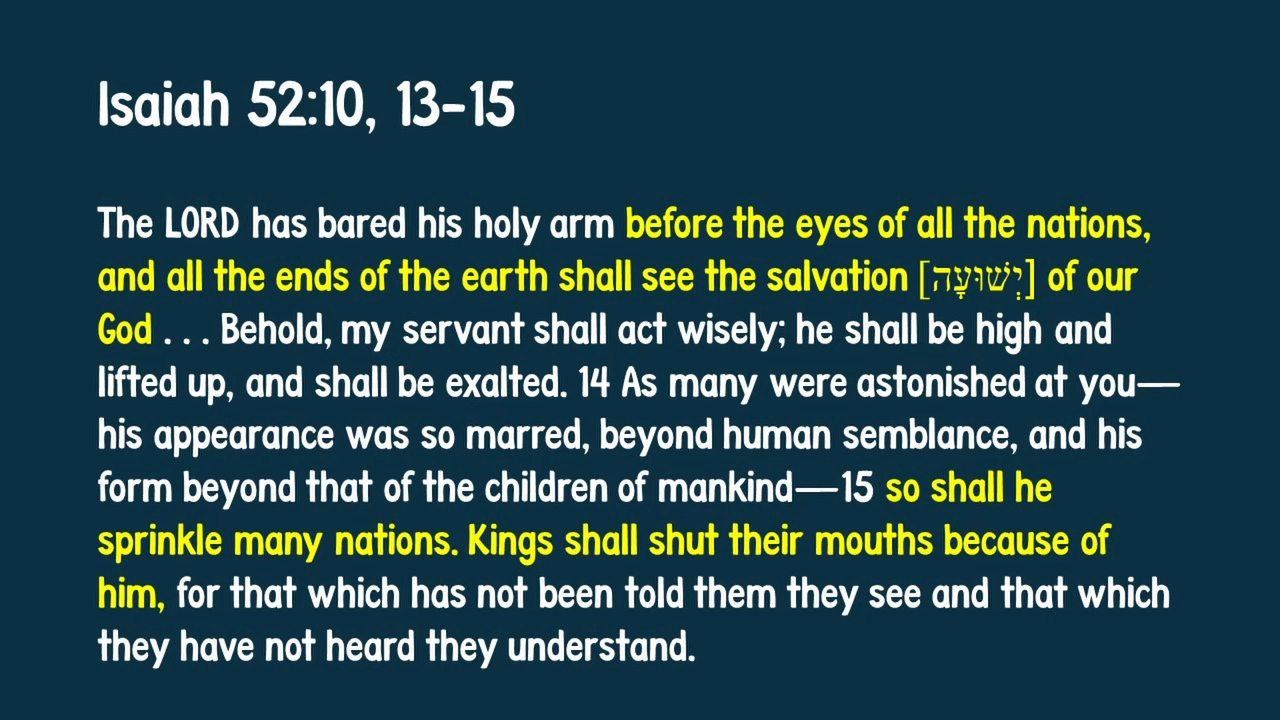 Isaiah 52:10, 13–15
The LORD has bared his holy arm before the eyes of all the nations,
and all the ends of the earth shall see the salvation [יְשׁוּעָה] of our
God . . . Behold, my servant shall act wisely; he shall be high and
lifted up, and shall be exalted. 14 As many were astonished at you—
his appearance was so marred, beyond human semblance, and his
form beyond that of the children of mankind—15 so shall he
sprinkle many nations. Kings shall shut their mouths because of
him, for that which has not been told them they see and that which
they have not heard they understand.